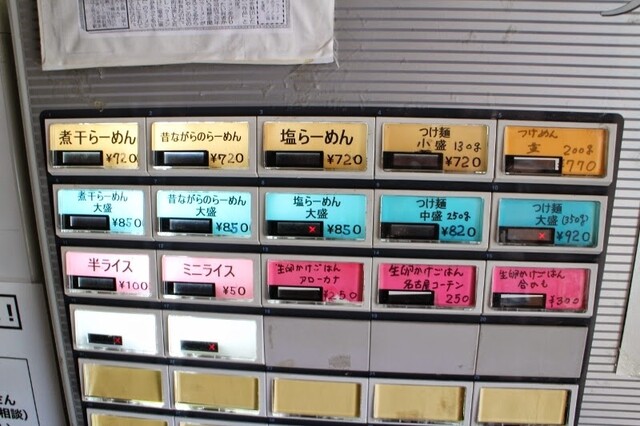 煮干らーめん
¥720
昔ながらのらーめん
¥720
塩らーめん
¥720
つけ麺
小盛 130g
¥720
つけめん
200g
¥770
煮干らーめん
大盛
¥850
昔ながらのらーめん
大盛
¥850
塩らーめん
大盛
¥850
つけ麺
中盛 250g
¥820
つけ麺
大盛(350g)
¥920
半ライス
¥100
ミニライス
¥50
生卵かけごはん
アローカナ
¥250
生卵かけごはん
名古屋コーチン
250
生卵かけごはん
¥300
！
相談)